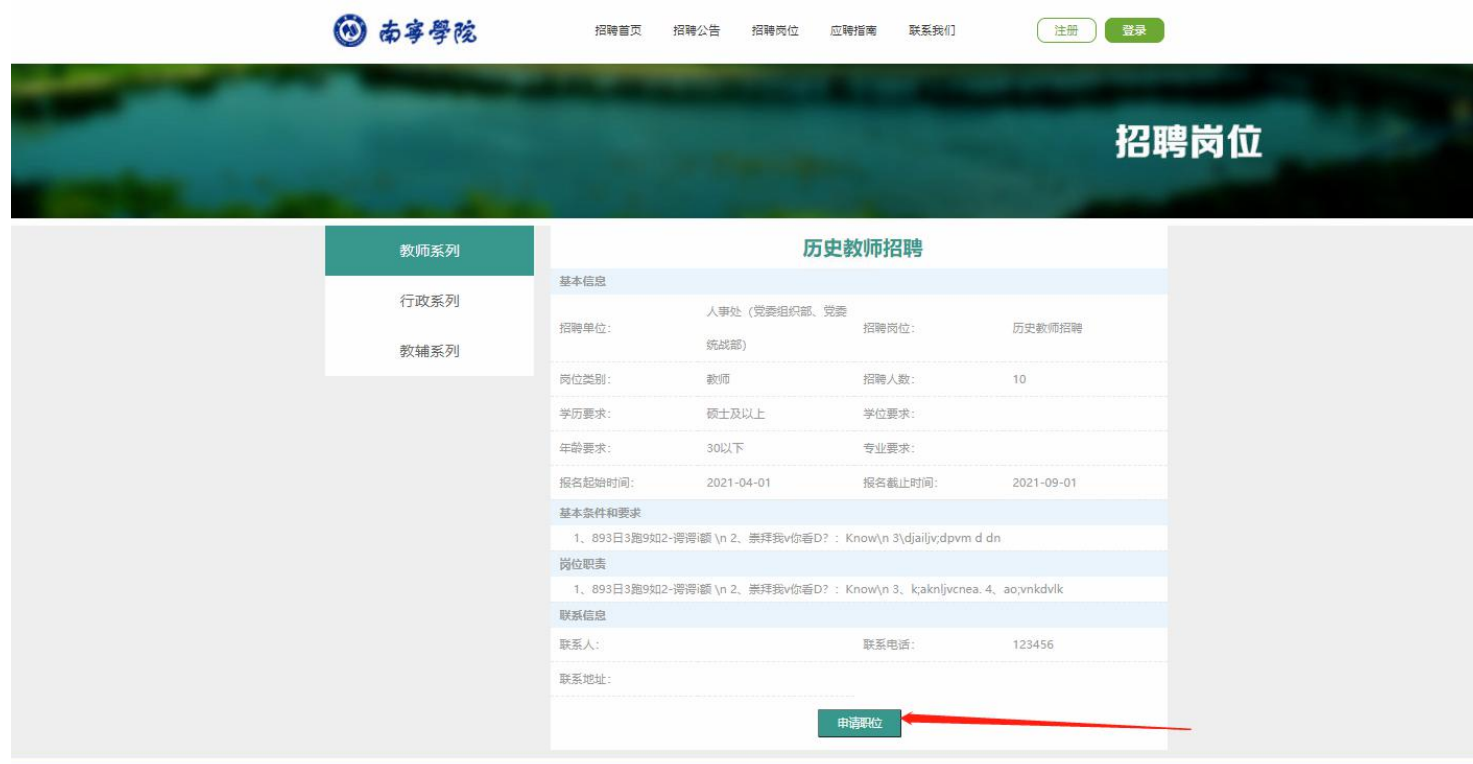 南寧學院
招聘首页 招聘公告 招聘岗位 应聘指南 联系我们 注册 登录
招聘岗位
教师系列
行政系列
教辅系列
历史教师招聘
基本信息
招聘单位: 人事处（党委组织部、党委统战部） 招聘岗位: 历史教师招聘
岗位类别: 教师 招聘人数: 10
学历要求: 硕士及以上 学位要求:
年龄要求: 30以下 专业要求:
报名起始时间: 2021-04-01 报名截止时间: 2021-09-01
基本条件和要求
1、893日3跑9如2-谔谔i额 \n 2、崇拜我v你看D?：Know\n 3\djailjv;dpvm d dn
岗位职责
1、893日3跑9如2-谔谔i额 \n 2、崇拜我v你看D?：Know\n 3、k;aknljvcnea. 4、ao;vnkdvlk
联系信息
联系人: 联系电话: 123456
联系地址:
申请职位